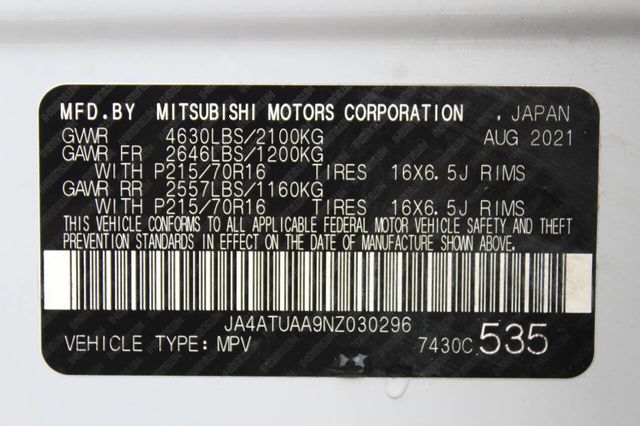 MFD.BY MITSUBISHI MOTORS CORPORATION , JAPAN
GVWR 4630LBS/2100KG AUG 2021
GAWR FR 2646LBS/1200KG
WITH P215/70R16 TIRES 16X6.5J RIMS
GAWR RR 2557LBS/1160KG
WITH P215/70R16 TIRES 16X6.5J RIMS
THIS VEHICLE CONFORMS TO ALL APPLICABLE FEDERAL MOTOR VEHICLE SAFETY AND THEFT
PREVENTION STANDARDS IN EFFECT ON THE DATE OF MANUFACTURE SHOWN ABOVE.
JA4ATUAA9NZ030296
VEHICLE TYPE: MPV 7430C 535